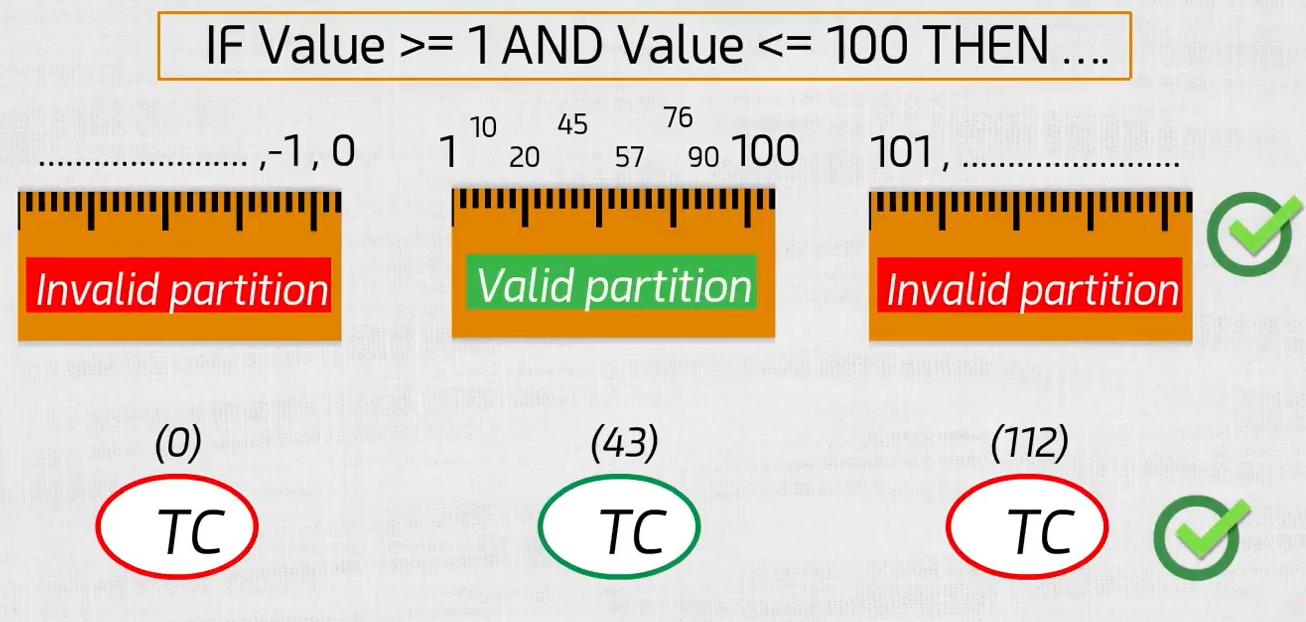 IF Value >= 1 AND Value <= 100 THEN ....
........................ ,-1 , 0
1 10 20 45 57 76 90 100
101 , .........................
Invalid partition
Valid partition
Invalid partition
(0)
(43)
(112)
TC
TC
TC